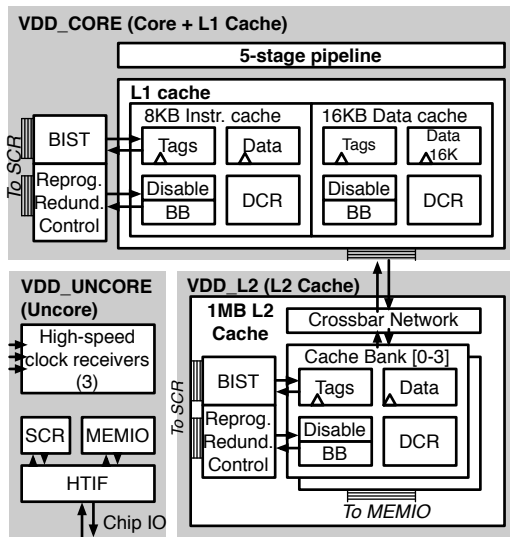 VDD_CORE (Core + L1 Cache)
5-stage pipeline
L1 cache
8KB Instr. cache
16KB Data cache
To SCR
BIST
Reprog.
Redund.
Control
Tags
Data
Disable
BB
DCR
Tags
Data
16K
Disable
BB
DCR
VDD_UNCORE
(Uncore)
High-speed
clock receivers
(3)
SCR
MEMIO
HTIF
Chip IO
VDD_L2 (L2 Cache)
1MB L2
Cache
Crossbar Network
Cache Bank [0-3]
To SCR
BIST
Reprog.
Redund.
Control
Tags
Data
Disable
BB
DCR
To MEMIO